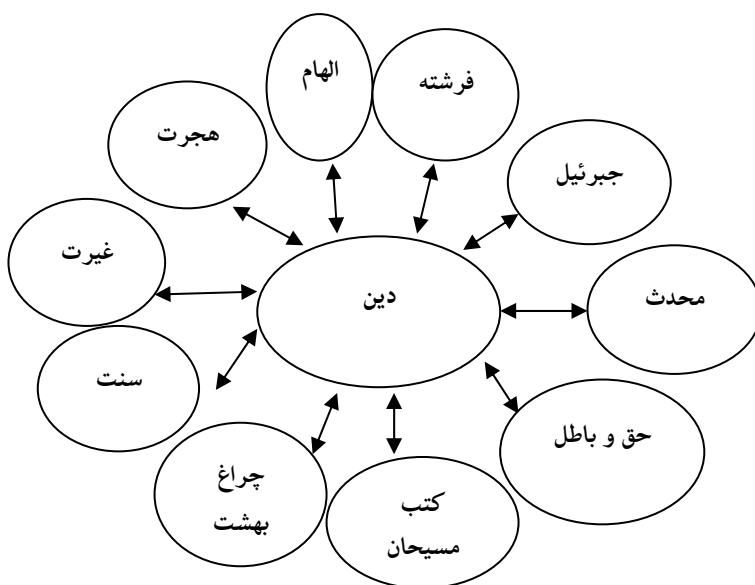 الهام
فرشته
هجرت
جبرئیل
غیرت
دین
محدث
سنت
حق و باطل
چراغ
بهشت
کتب
مسیحان